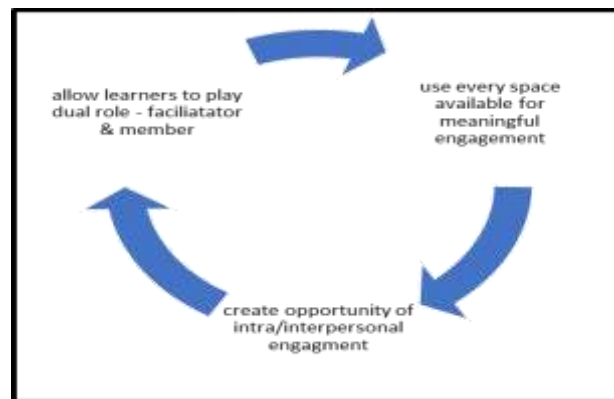 allow learners to play
dual role - faciliatator
& member
use every space
available for
meaningful
engagement
create opportunity of
intra/interpersonal
engagment